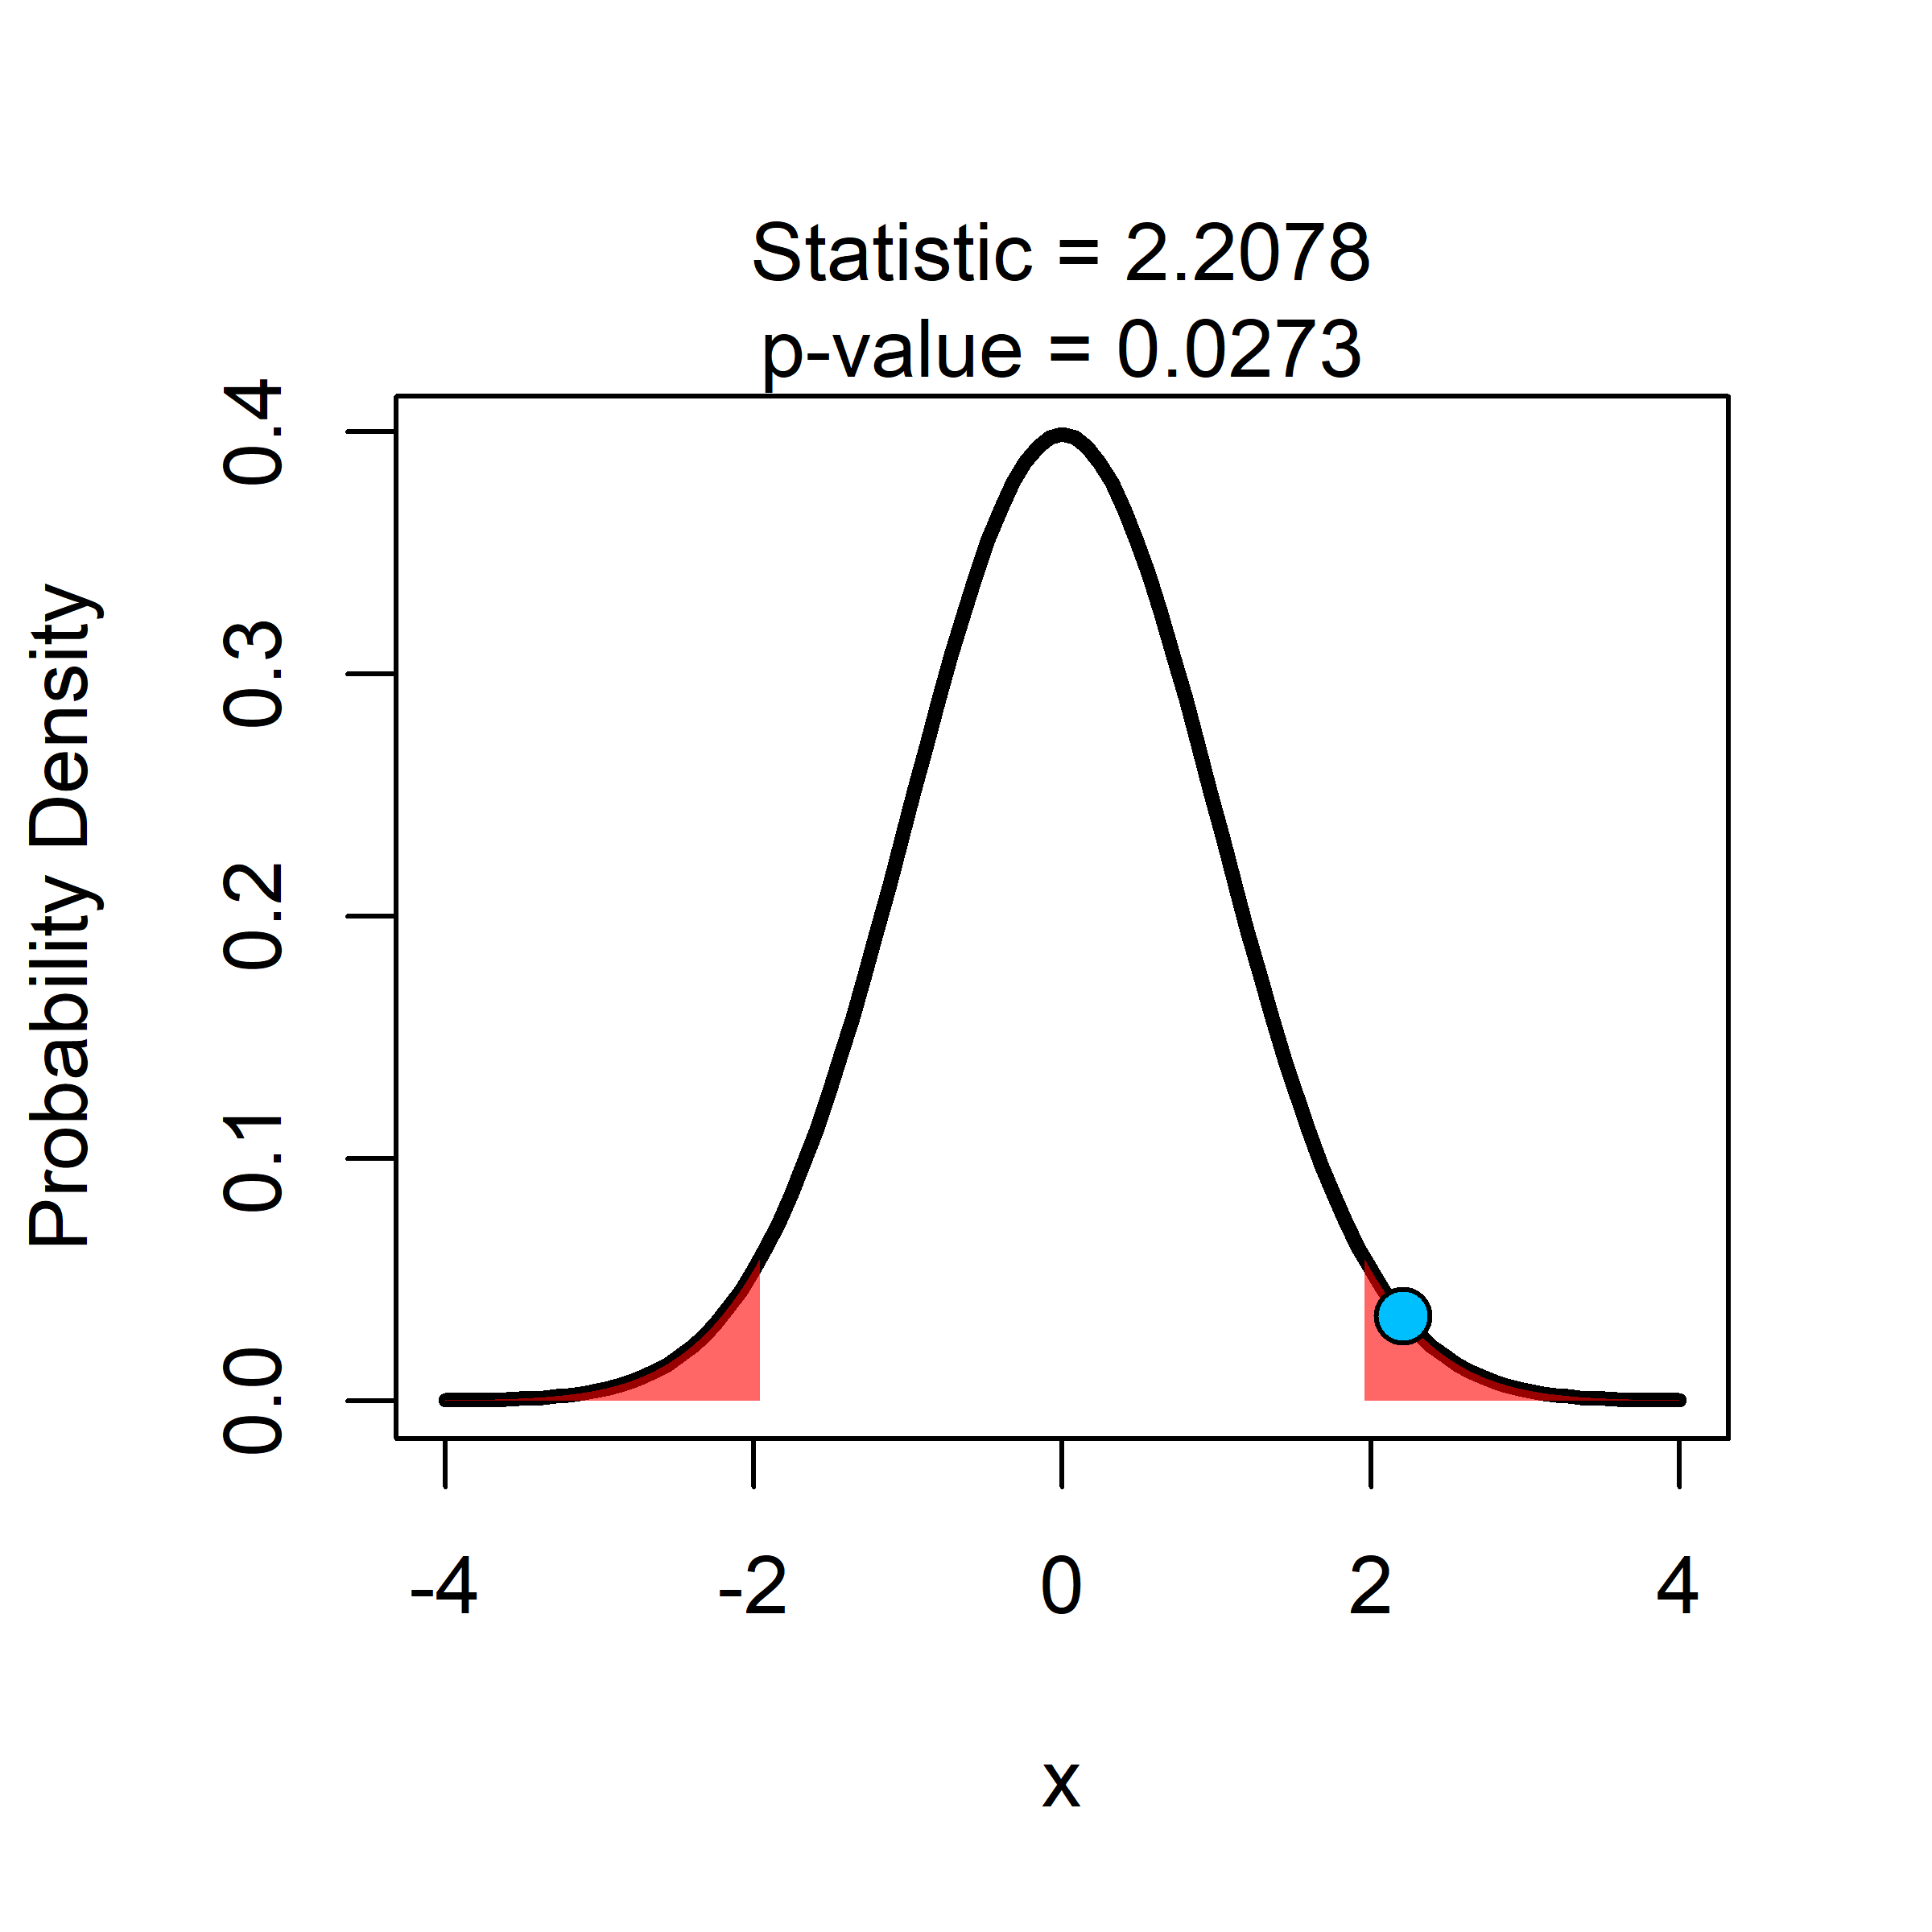 Statistic = 2.2078
p-value = 0.0273
Probability Density
0.4
0.3
0.2
0.1
0.0
-4 -2 0 2 4
x